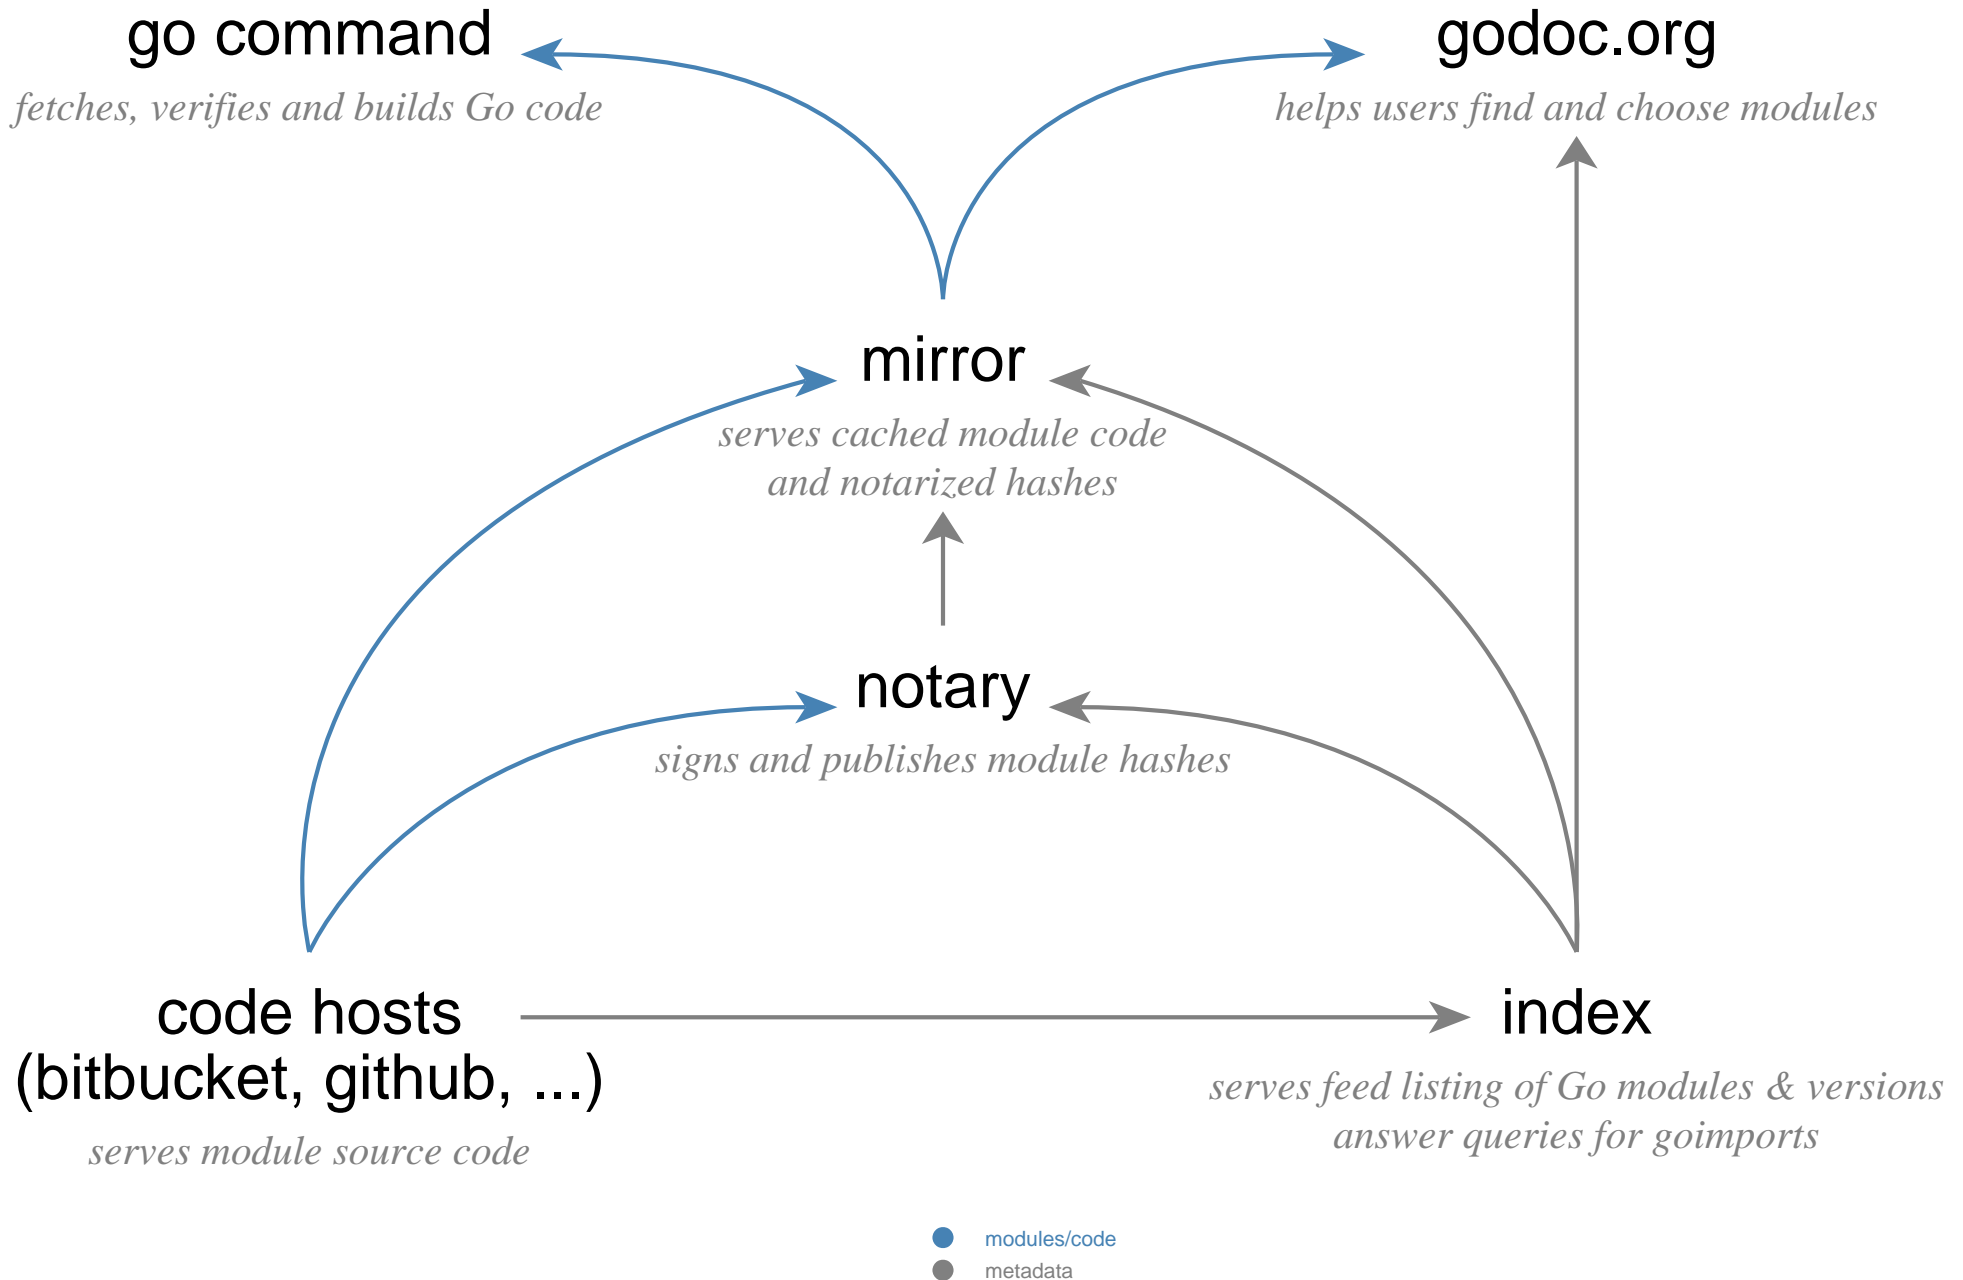 go command
fetches, verifies and builds Go code
godoc.org
helps users find and choose modules
mirror
serves cached module code
and notarized hashes
notary
signs and publishes module hashes
code hosts
(bitbucket, github, ...)
serves module source code
index
serves feed listing of Go modules & versions
answer queries for goimports
modules/code
metadata